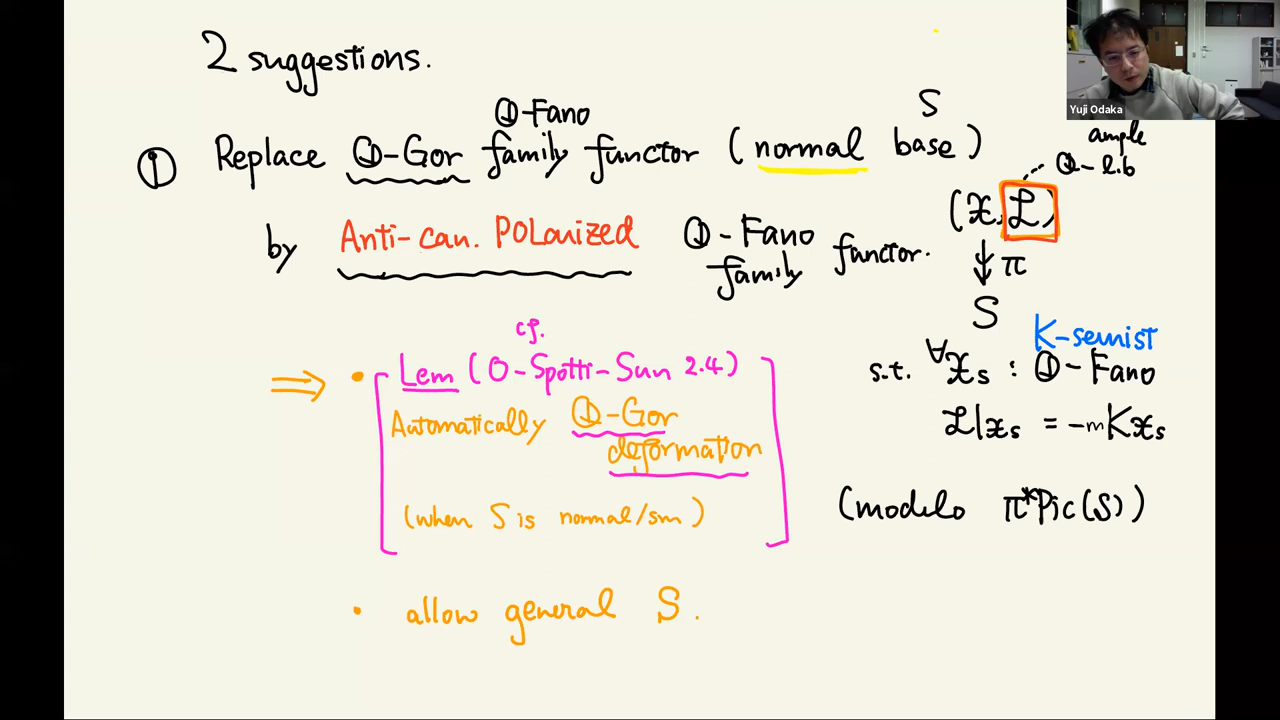 2 suggestions.
① Replace ℚ-Gor ℚ-Fano family functor (normal base) S
by Anti-can. Polarized ℚ-Fano family functor.
ample
ℚ-l.b
(𝒳, ℒ)
↓ π
S
s.t. ∀𝒳s : K-semist ℚ-Fano
ℒ|𝒳s = -mK𝒳s
(modulo π*Pic(S))
⇒ • cf.
Lem (O-Spotti-Sun 2.4)
Automatically ℚ-Gor
deformation
(when S is normal/sm)
• allow general S.
Yuji Odaka